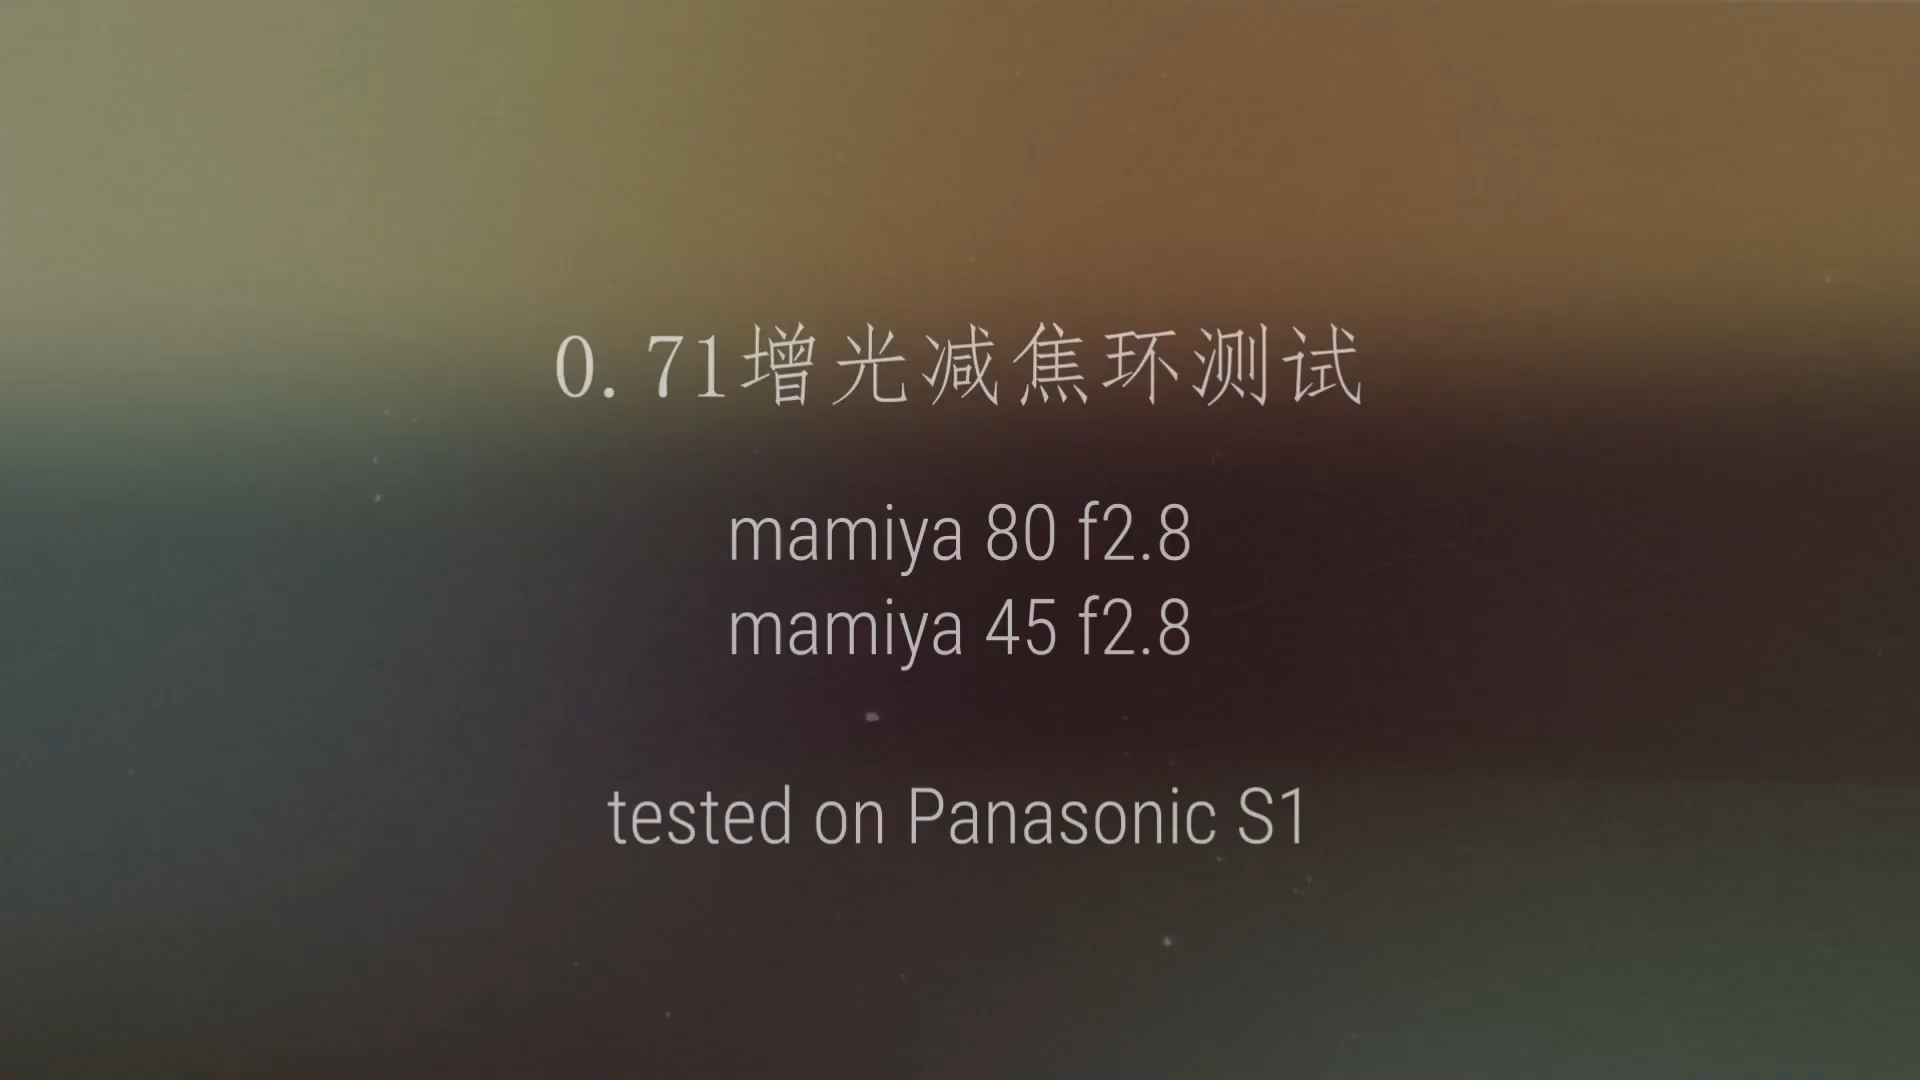 0.71增光减焦环测试
mamiya 80 f2.8
mamiya 45 f2.8
tested on Panasonic S1